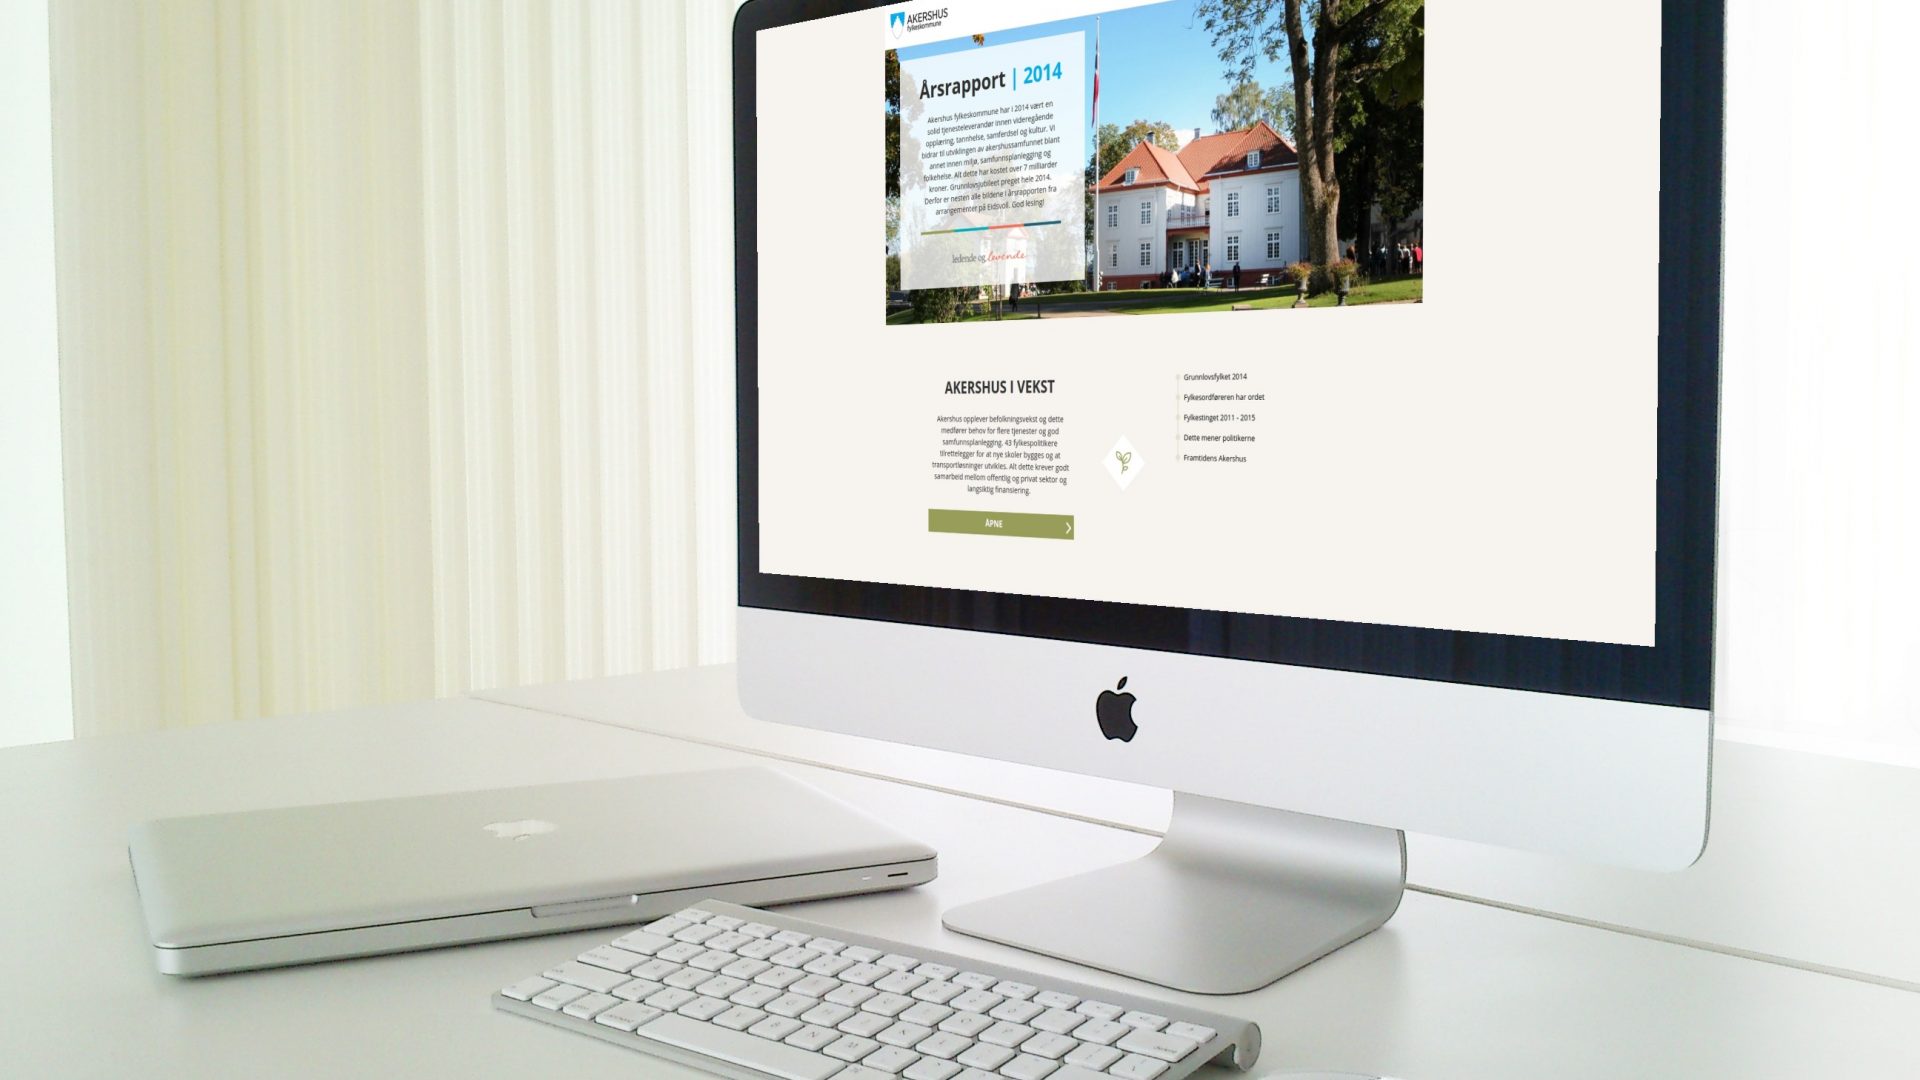 AKERSHUS
fylkeskommune
Årsrapport | 2014
Akershus fylkeskommune har i 2014 vært en
solid tjenesteleverandør innen videregående
opplæring, tannhelse, samferdsel og kultur. Vi
bidrar til utviklingen av akershussamfunnet blant
annet innen miljø, samfunnsplanlegging og
folkehelse. Alt dette har kostet over 7 milliarder
kroner. Grunnlovsjubileet preget hele 2014.
Derfor er nesten alle bildene i årsrapporten fra
arrangementer på Eidsvoll. God lesing!
ledende og levende
AKERSHUS I VEKST
Akershus opplever befolkningsvekst og dette
medfører behov for flere tjenester og god
samfunnsplanlegging. 43 fylkespolitikere
tilrettelegger for at nye skoler bygges og at
transportløsninger utvikles. Alt dette krever godt
samarbeid mellom offentlig og privat sektor og
langsiktig finansiering.
ÅPNE
Grunnlovsfylket 2014
Fylkesordføreren har ordet
Fylkestinget 2011 - 2015
Dette mener politikerne
Framtidens Akershus